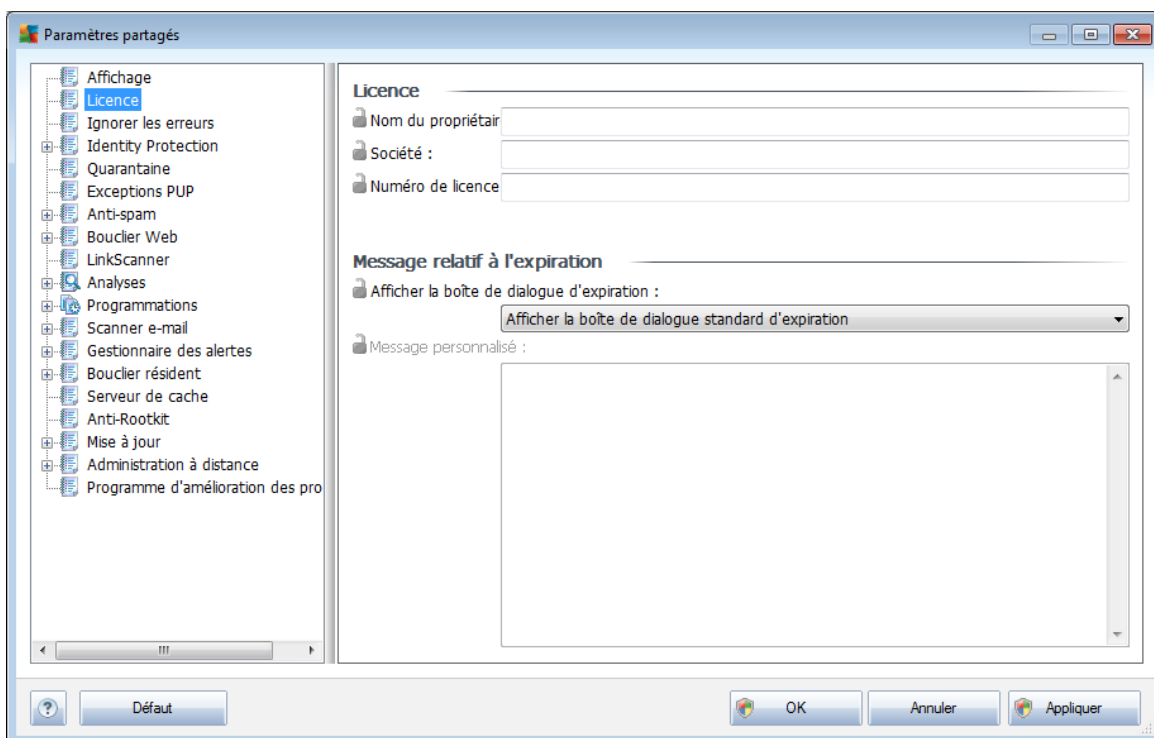 Paramètres partagés
Affichage
Licence
Ignorer les erreurs
Identity Protection
Quarantaine
Exceptions PUP
Anti-spam
Bouclier Web
LinkScanner
Analyses
Programmations
Scanner e-mail
Gestionnaire des alertes
Bouclier résident
Serveur de cache
Anti-Rootkit
Mise à jour
Administration à distance
Programme d'amélioration des pro
Licence
Nom du propriétair
Société :
Numéro de licence
Message relatif à l'expiration
Afficher la boîte de dialogue d'expiration :
Afficher la boîte de dialogue standard d'expiration
Message personnalisé :
? Défaut OK Annuler Appliquer